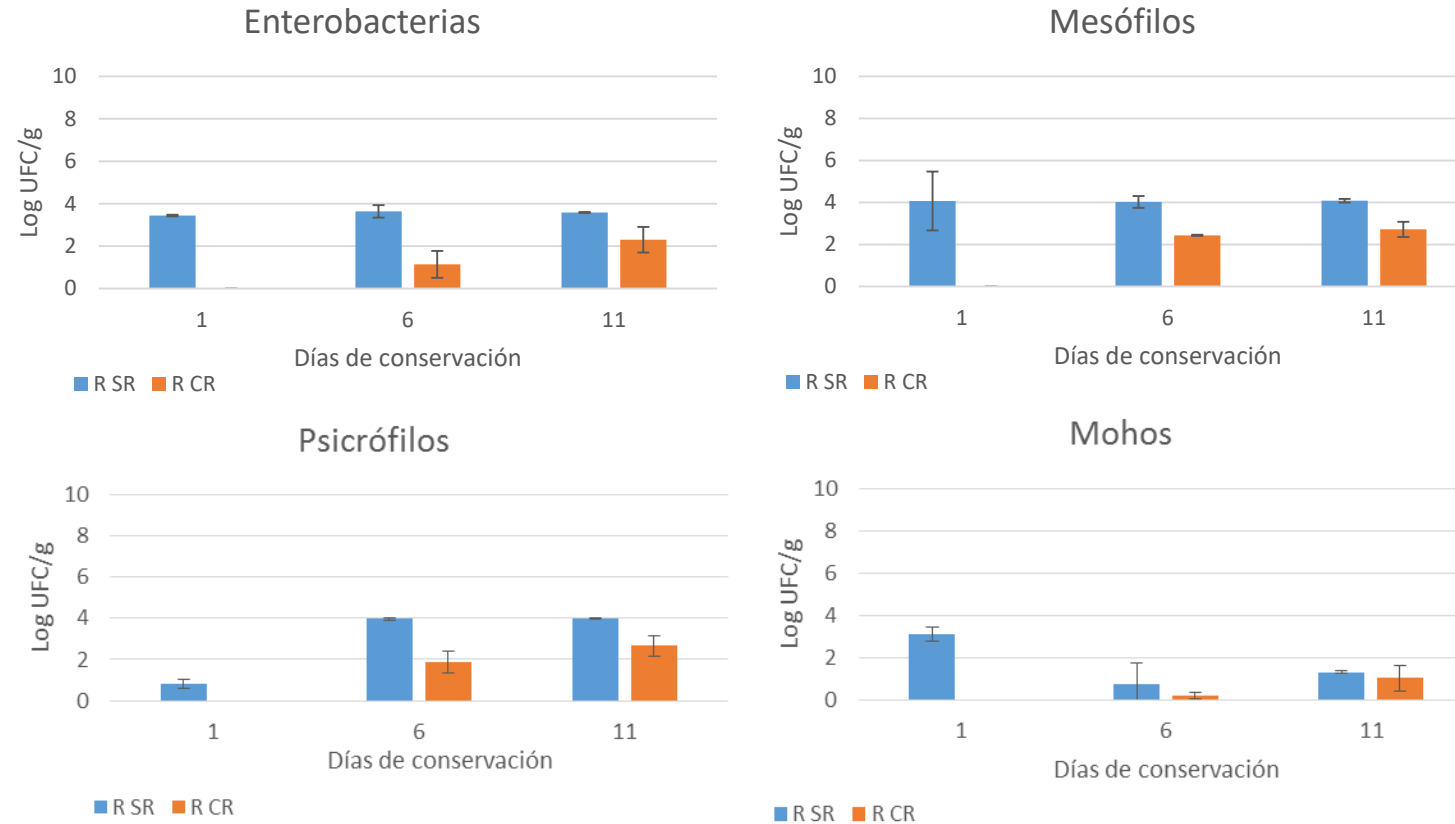 Enterobacterias
10
8
6
4
2
0
Log UFC/g
1 6 11
Días de conservación
R SR R CR
Mesófilos
10
8
6
4
2
0
Log UFC/g
1 6 11
Días de conservación
R SR R CR
Psicrófilos
10
8
6
4
2
0
Log UFC/g
1 6 11
Días de conservación
R SR R CR
Mohos
10
8
6
4
2
0
Log UFC/g
1 6 11
Días de conservación
R SR R CR